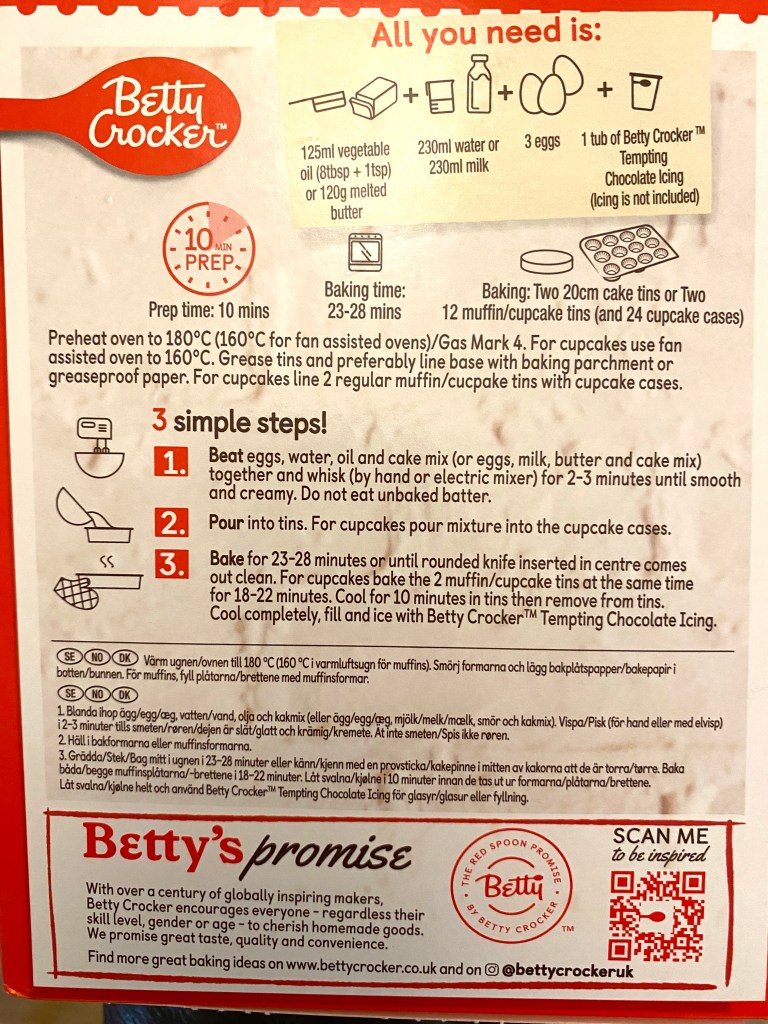 All you need is:
Betty
Crocker™
125ml vegetable
oil (8tbsp + 1tsp)
or 120g melted
butter
+
230ml water or
230ml milk
+
3 eggs
+
1 tub of Betty Crocker™
Tempting
Chocolate Icing
(Icing is not included)
10 MIN
PREP
Prep time: 10 mins
Baking time:
23-28 mins
Baking: Two 20cm cake tins or Two
12 muffin/cupcake tins (and 24 cupcake cases)
Preheat oven to 180°C (160°C for fan assisted ovens)/Gas Mark 4. For cupcakes use fan
assisted oven to 160°C. Grease tins and preferably line base with baking parchment or
greaseproof paper. For cupcakes line 2 regular muffin/cucpake tins with cupcake cases.
3 simple steps!
1. Beat eggs, water, oil and cake mix (or eggs, milk, butter and cake mix)
together and whisk (by hand or electric mixer) for 2-3 minutes until smooth
and creamy. Do not eat unbaked batter.
2. Pour into tins. For cupcakes pour mixture into the cupcake cases.
3. Bake for 23-28 minutes or until rounded knife inserted in centre comes
out clean. For cupcakes bake the 2 muffin/cupcake tins at the same time
for 18-22 minutes. Cool for 10 minutes in tins then remove from tins.
Cool completely, fill and ice with Betty Crocker™ Tempting Chocolate Icing.
SE NO DK Värm ugnen/ovnen till 180 °C (160 °C i varmluftsugn för muffins). Smörj formarna och lägg bakplåtspapper/bakepapir i
botten/bunnen. För muffins, fyll plåtarna/brettene med muffinsformar.
SE NO DK
1. Blanda ihop ägg/egg/æg, vatten/vand, olja och kakmix (eller ägg/egg/æg, mjölk/melk/mælk, smör och kakmix). Vispa/Pisk (för hand eller med elvisp)
i 2-3 minuter tills smeten/røren/dejen är slät/glatt och krämig/kremete. Ät inte smeten/Spis ikke røren.
2. Häll i bakformarna eller muffinsformarna.
3. Grädda/Stek/Bag mitt i ugnen i 23-28 minuter eller känn/kjenn med en provsticka/kakepinne i mitten av kakorna att de är torra/tørre. Baka
båda/begge muffinsplåtarna/-brettene i 18-22 minuter. Låt svalna/kjølne i 10 minuter innan de tas ut ur formarna/plåtarna/brettene.
Låt svalna/kjølne helt och använd Betty Crocker™ Tempting Chocolate Icing för glasyr/glasur eller fyllning.
Betty's promise
With over a century of globally inspiring makers,
Betty Crocker encourages everyone - regardless their
skill level, gender or age - to cherish homemade goods.
We promise great taste, quality and convenience.
THE RED SPOON PROMISE
Betty
BY BETTY CROCKER
™
SCAN ME
to be inspired
Find more great baking ideas on www.bettycrocker.co.uk and on @bettycrockeruk